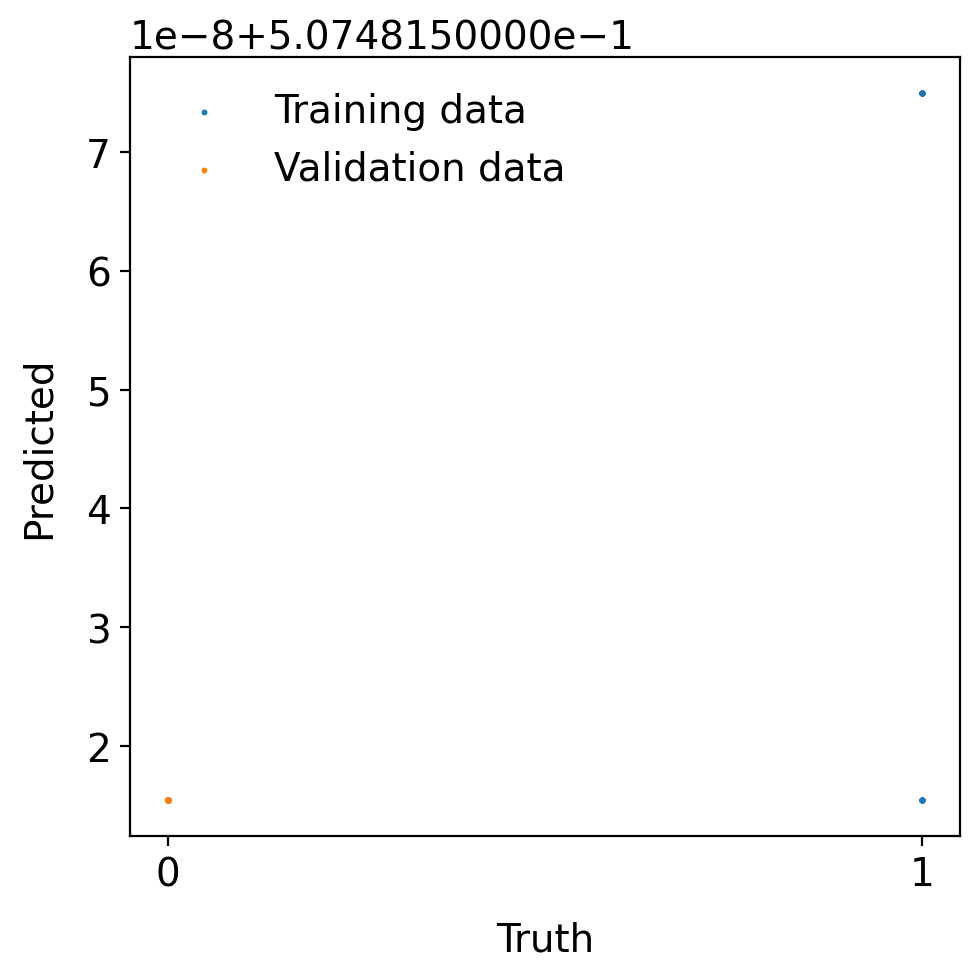 1e−8+5.0748150000e−1
Training data
Validation data
7
6
5
4
3
2
Predicted
0 1
Truth